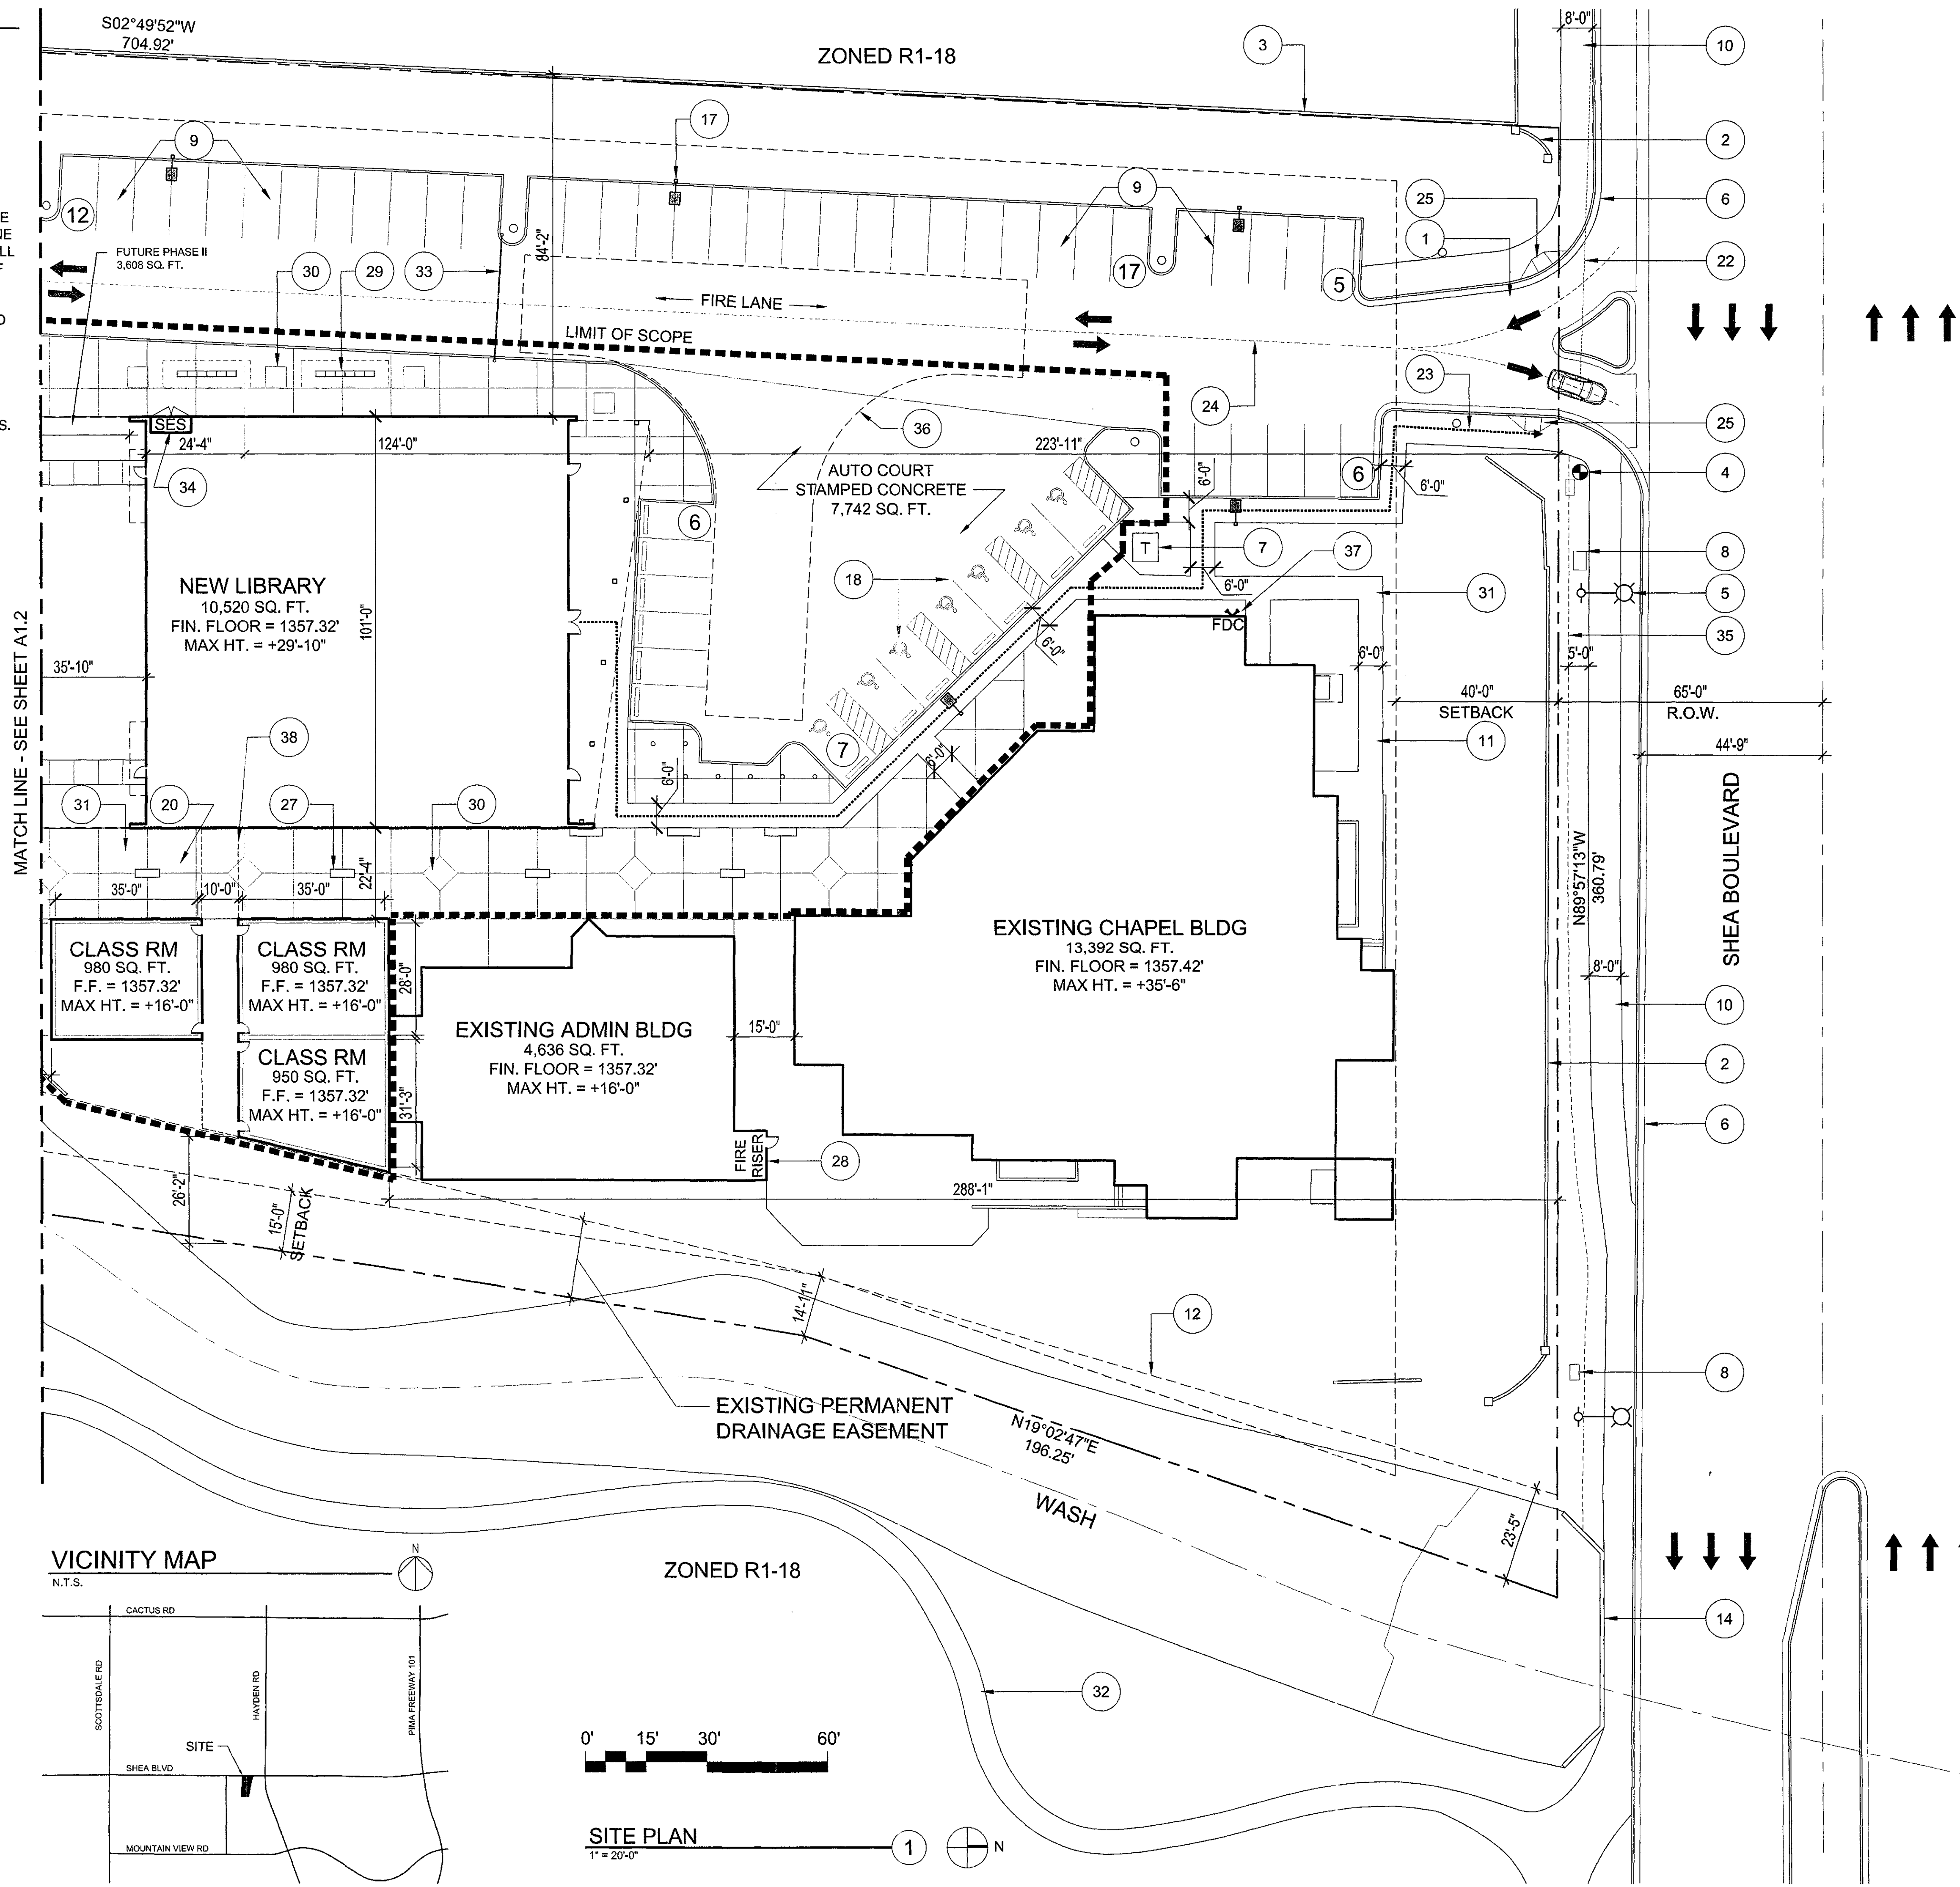 S02°49'52"W
704.92'
ZONED R1-18
3
8'-0"
10
2
6
22
17
9
9
25
1
12
17
5
E
NE
LL
F
D
S.
FUTURE PHASE II
3,608 SQ. FT.
30
29
33
84'-2"
FIRE LANE
LIMIT OF SCOPE
24
23
25
4
36
SES
24'-4"
124'-0"
223'-11"
34
AUTO COURT
STAMPED CONCRETE
7,742 SQ. FT.
6
6
6'-0"
6'-0"
T
7
37
8
5
31
35
18
6'-0"
FDC
6'-0"
6'-0"
5'-0"
NEW LIBRARY
10,520 SQ. FT.
FIN. FLOOR = 1357.32'
MAX HT. = +29'-10"
101'-0"
35'-10"
MATCH LINE - SEE SHEET A1.2
40'-0"
SETBACK
65'-0"
R.O.W.
11
44'-9"
38
7
6'-0"
6'-0"
31
20
27
30
35'-0"
10'-0"
35'-0"
22'-4"
N89°57'13"W
360.79'
SHEA BOULEVARD
EXISTING CHAPEL BLDG
13,392 SQ. FT.
FIN. FLOOR = 1357.42'
MAX HT. = +35'-6"
CLASS RM
980 SQ. FT.
F.F. = 1357.32'
MAX HT. = +16'-0"
CLASS RM
980 SQ. FT.
F.F. = 1357.32'
MAX HT. = +16'-0"
28'-0"
8'-0"
10
EXISTING ADMIN BLDG
4,636 SQ. FT.
FIN. FLOOR = 1357.32'
MAX HT. = +16'-0"
15'-0"
CLASS RM
950 SQ. FT.
F.F. = 1357.32'
MAX HT. = +16'-0"
31'-3"
2
6
FIRE
RISER
28
26'-2"
15'-0"
SETBACK
288'-1"
14'-11"
12
8
EXISTING PERMANENT
DRAINAGE EASEMENT
N19°02'47"E
196.25'
WASH
23'-5"
14
VICINITY MAP
N.T.S.
N
ZONED R1-18
CACTUS RD
SCOTTSDALE RD
HAYDEN RD
PIMA FREEWAY 101
SITE
SHEA BLVD
MOUNTAIN VIEW RD
32
0' 15' 30' 60'
SITE PLAN
1" = 20'-0"
1
N